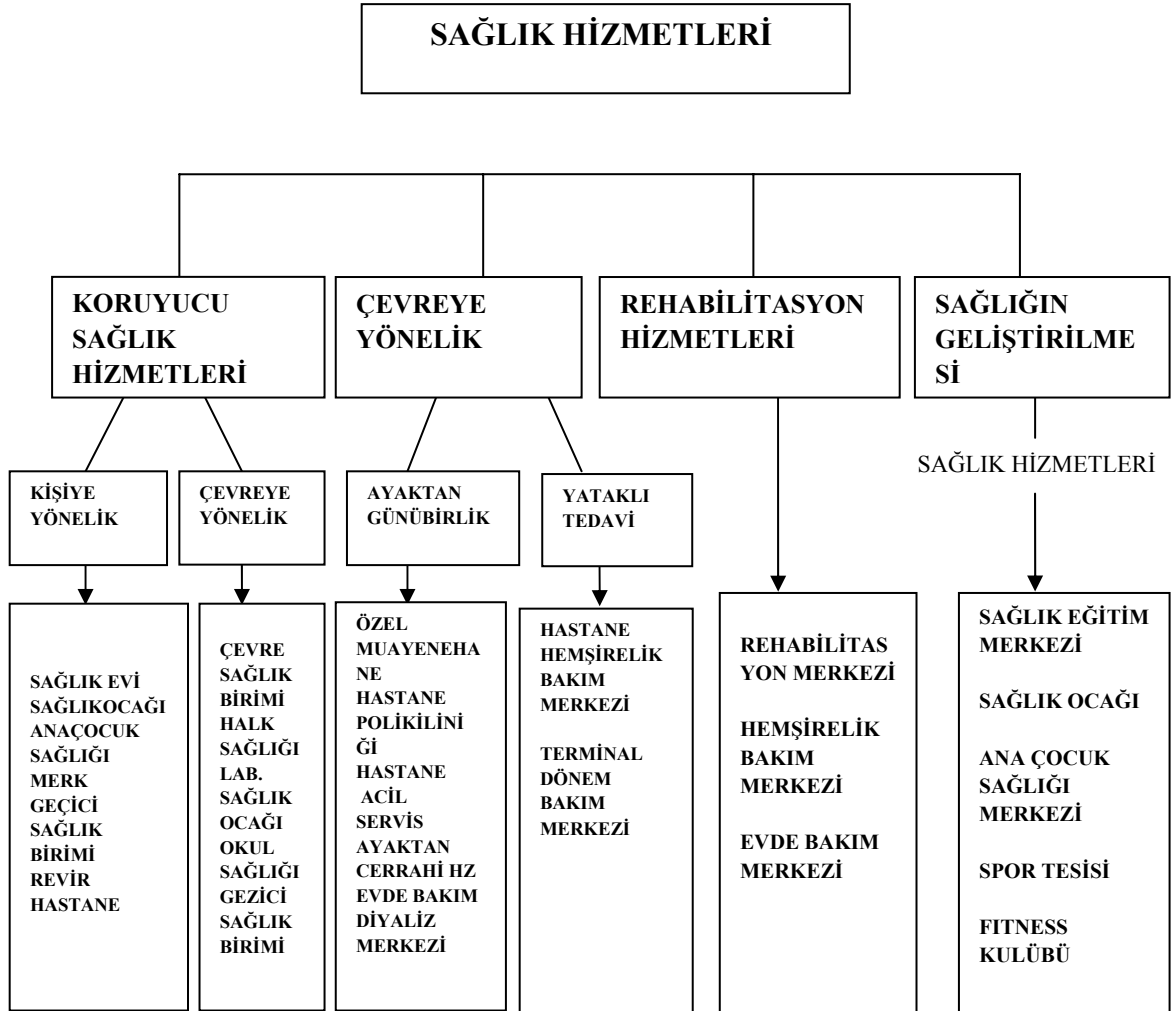 SAĞLIK HİZMETLERİ
KORUYUCU
SAĞLIK
HİZMETLERİ
ÇEVREYE
YÖNELİK
REHABİLİTASYON
HİZMETLERİ
SAĞLIĞIN
GELİŞTİRİLME
Sİ
SAĞLIK HİZMETLERİ
KİŞİYE
YÖNELİK
ÇEVREYE
YÖNELİK
AYAKTAN
GÜNÜBİRLİK
YATAKLI
TEDAVİ
SAĞLIK EVİ
SAĞLIKOCAĞI
ANAÇOCUK
SAĞLIĞI
MERK
GEÇİCİ
SAĞLIK
BİRİMİ
REVİR
HASTANE
ÇEVRE
SAĞLIK
BİRİMİ
HALK
SAĞLIĞI
LAB.
SAĞLIK
OCAĞI
OKUL
SAĞLIĞI
GEZİCİ
SAĞLIK
BİRİMİ
ÖZEL
MUAYENEHA
NE
HASTANE
POLİKİLİNİ
Ğİ
HASTANE
ACİL
SERVİS
AYAKTAN
CERRAHİ HZ
EVDE BAKIM
DİYALİZ
MERKEZİ
HASTANE
HEMŞİRELİK
BAKIM
MERKEZİ
TERMİNAL
DÖNEM
BAKIM
MERKEZİ
REHABİLİTAS
YON MERKEZİ
HEMŞİRELİK
BAKIM
MERKEZİ
EVDE BAKIM
MERKEZİ
SAĞLIK EĞİTİM
MERKEZİ
SAĞLIK OCAĞI
ANA ÇOCUK
SAĞLIĞI
MERKEZİ
SPOR TESİSİ
FITNESS
KULÜBÜ